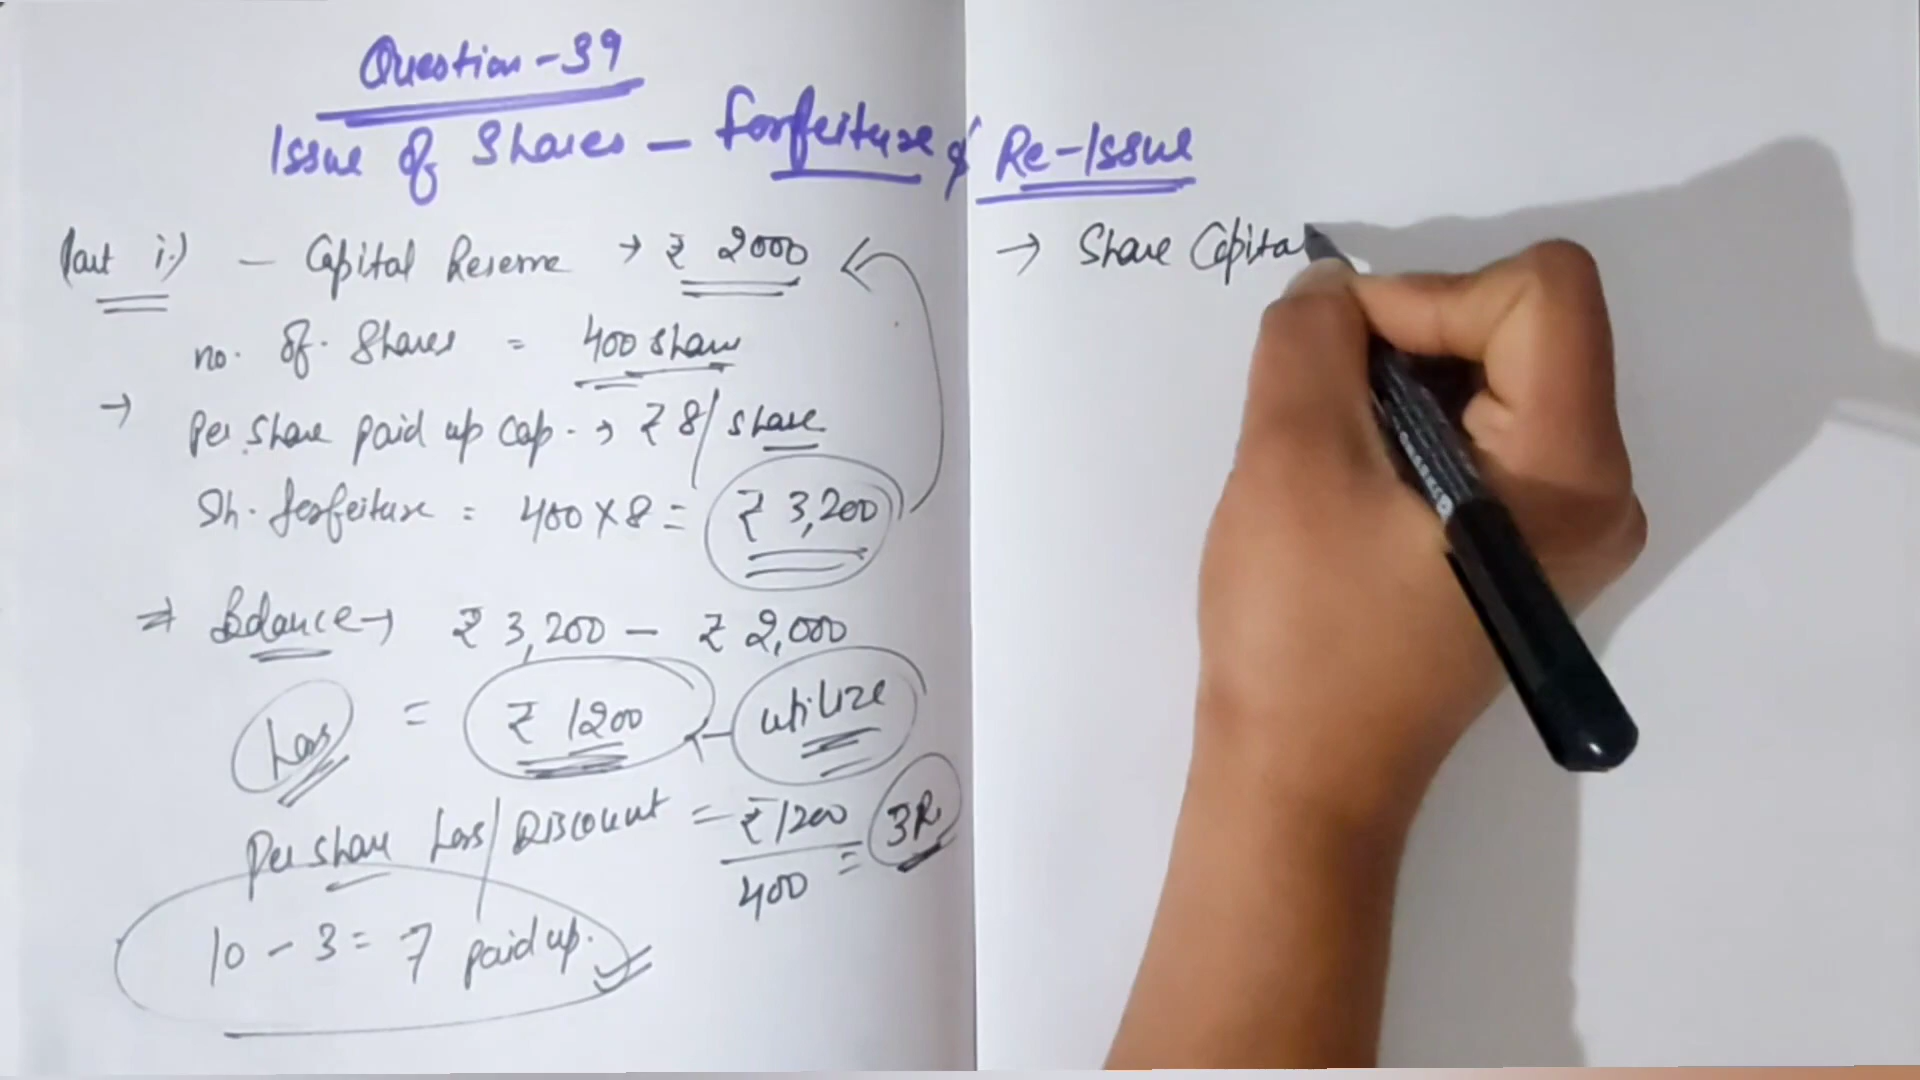 Question-39
Issue of Shares - forfeiture & Re-Issue
Part i.) - Capital Reserve → ₹ 2000
no. of. Shares = 400 share
→ Per share paid up cap. → ₹ 8/share
Sh. forfeiture = 400 X 8 = ₹ 3,200
⇒ Balance → ₹ 3,200 - ₹ 2,000
Loss = ₹ 1200 ← utilize
Per share Loss/Discount = ₹1200/400 = 3R
10 - 3 = 7 paid up.
→ Share Capita